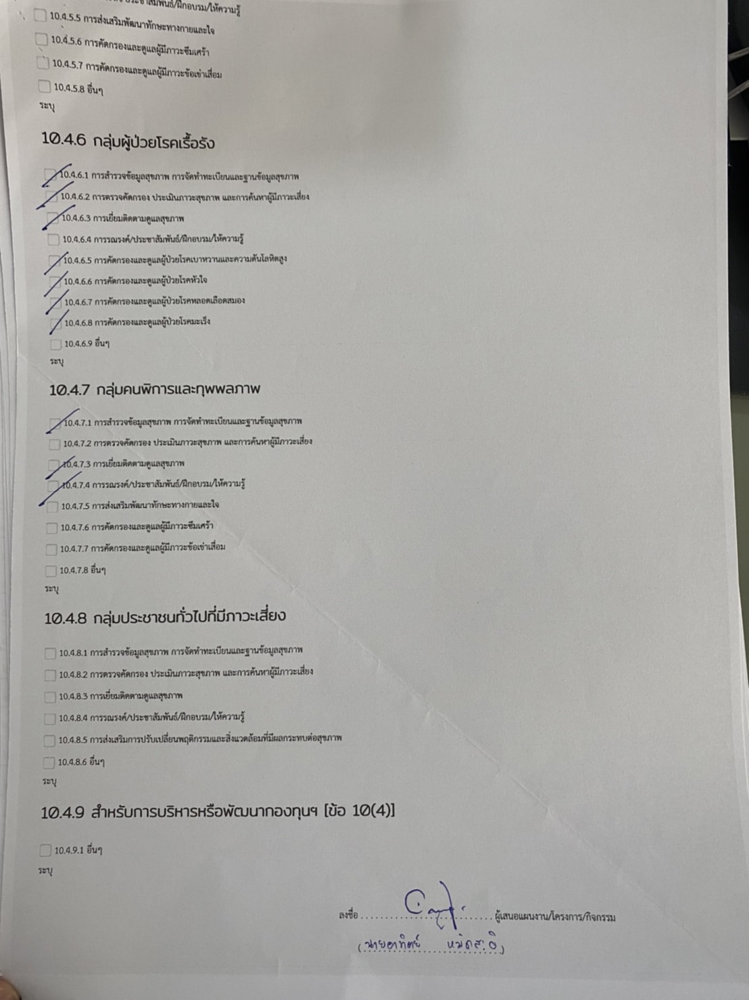 ประชาสัมพันธ์/ฝึกอบรม/ให้ความรู้
10.4.5.5 การส่งเสริมพัฒนาทักษะทางกายและใจ
10.4.5.6 การคัดกรองและดูแลผู้มีภาวะซึมเศร้า
10.4.5.7 การคัดกรองและดูแลผู้มีภาวะข้อเข่าเสื่อม
10.4.5.8 อื่นๆ
ระบุ
10.4.6 กลุ่มผู้ป่วยโรคเรื้อรัง
10.4.6.1 การสำรวจข้อมูลสุขภาพ การจัดทำทะเบียนและฐานข้อมูลสุขภาพ
10.4.6.2 การตรวจคัดกรอง ประเมินภาวะสุขภาพ และการค้นหาผู้มีภาวะเสี่ยง
10.4.6.3 การเยี่ยมติดตามดูแลสุขภาพ
10.4.6.4 การรณรงค์/ประชาสัมพันธ์/ฝึกอบรม/ให้ความรู้
10.4.6.5 การคัดกรองและดูแลผู้ป่วยโรคเบาหวานและความดันโลหิตสูง
10.4.6.6 การคัดกรองและดูแลผู้ป่วยโรคหัวใจ
10.4.6.7 การคัดกรองและดูแลผู้ป่วยโรคหลอดเลือดสมอง
10.4.6.8 การคัดกรองและดูแลผู้ป่วยโรคมะเร็ง
10.4.6.9 อื่นๆ
ระบุ
10.4.7 กลุ่มคนพิการและทุพพลภาพ
10.4.7.1 การสำรวจข้อมูลสุขภาพ การจัดทำทะเบียนและฐานข้อมูลสุขภาพ
10.4.7.2 การตรวจคัดกรอง ประเมินภาวะสุขภาพ และการค้นหาผู้มีภาวะเสี่ยง
10.4.7.3 การเยี่ยมติดตามดูแลสุขภาพ
10.4.7.4 การรณรงค์/ประชาสัมพันธ์/ฝึกอบรม/ให้ความรู้
10.4.7.5 การส่งเสริมพัฒนาทักษะทางกายและใจ
10.4.7.6 การคัดกรองและดูแลผู้มีภาวะซึมเศร้า
10.4.7.7 การคัดกรองและดูแลผู้มีภาวะข้อเข่าเสื่อม
10.4.7.8 อื่นๆ
ระบุ
10.4.8 กลุ่มประชาชนทั่วไปที่มีภาวะเสี่ยง
10.4.8.1 การสำรวจข้อมูลสุขภาพ การจัดทำทะเบียนและฐานข้อมูลสุขภาพ
10.4.8.2 การตรวจคัดกรอง ประเมินภาวะสุขภาพ และการค้นหาผู้มีภาวะเสี่ยง
10.4.8.3 การเยี่ยมติดตามดูแลสุขภาพ
10.4.8.4 การรณรงค์/ประชาสัมพันธ์/ฝึกอบรม/ให้ความรู้
10.4.8.5 การส่งเสริมการปรับเปลี่ยนพฤติกรรมและสิ่งแวดล้อมที่มีผลกระทบต่อสุขภาพ
10.4.8.6 อื่นๆ
ระบุ
10.4.9 สำหรับการบริหารหรือพัฒนากองทุนฯ [ข้อ 10(4)]
10.4.9.1 อื่นๆ
ระบุ
ลงชื่อ ผู้เสนอแผนงาน/โครงการ/กิจกรรม
(นายอาทิตย์ )